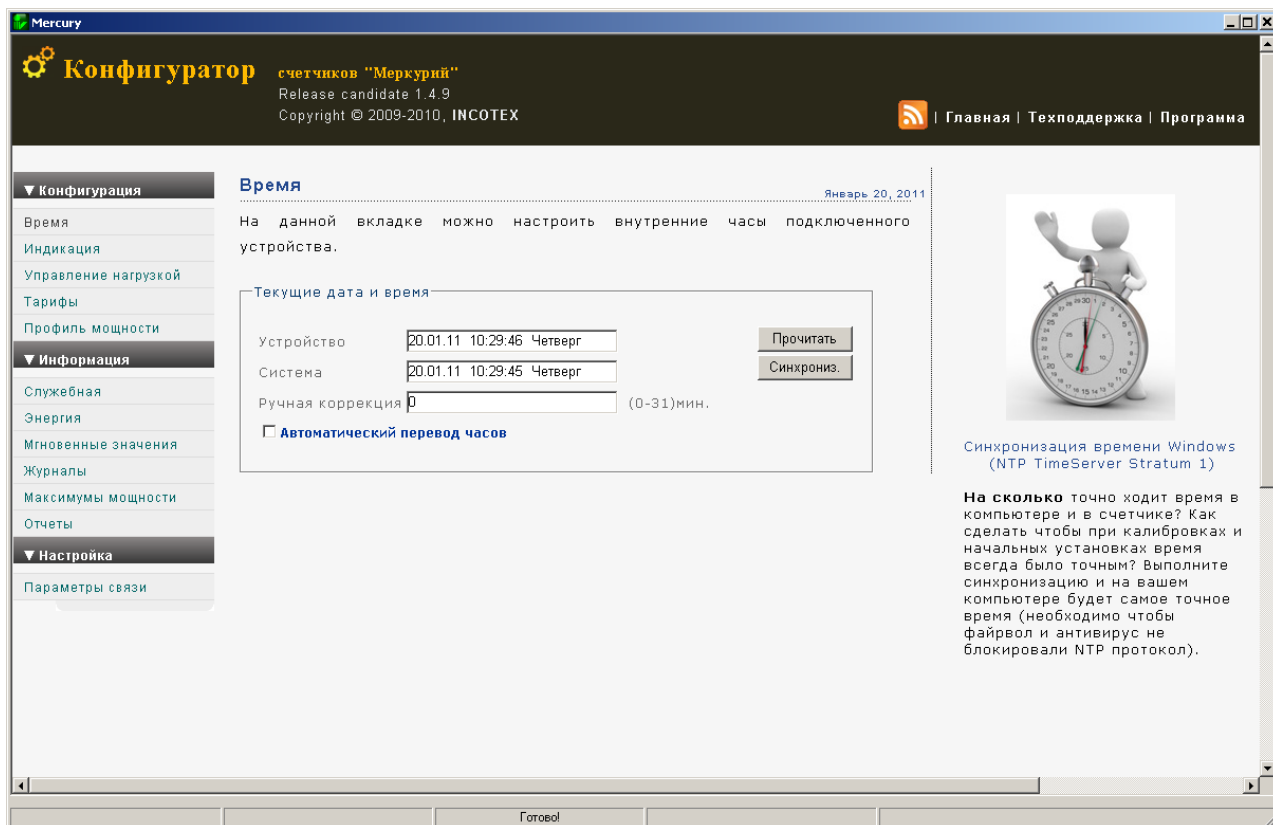 Mercury
Конфигуратор счетчиков "Меркурий"
Release candidate 1.4.9
Copyright © 2009-2010, INCOTEX
| Главная | Техподдержка | Программа
▼ Конфигурация
Время
Индикация
Управление нагрузкой
Тарифы
Профиль мощности
▼ Информация
Служебная
Энергия
Мгновенные значения
Журналы
Максимумы мощности
Отчеты
▼ Настройка
Параметры связи
Время
Январь 20, 2011
На данной вкладке можно настроить внутренние часы подключенного
устройства.
Текущие дата и время
Устройство 20.01.11 10:29:46 Четверг Прочитать
Система 20.01.11 10:29:45 Четверг Синхрониз.
Ручная коррекция 0 (0-31)мин.
Автоматический перевод часов
Синхронизация времени Windows
(NTP TimeServer Stratum 1)
На сколько точно ходит время в
компьютере и в счетчике? Как
сделать чтобы при калибровках и
начальных установках время
всегда было точным? Выполните
синхронизацию и на вашем
компьютере будет самое точное
время (необходимо чтобы
файрвол и антивирус не
блокировали NTP протокол).
Готово!